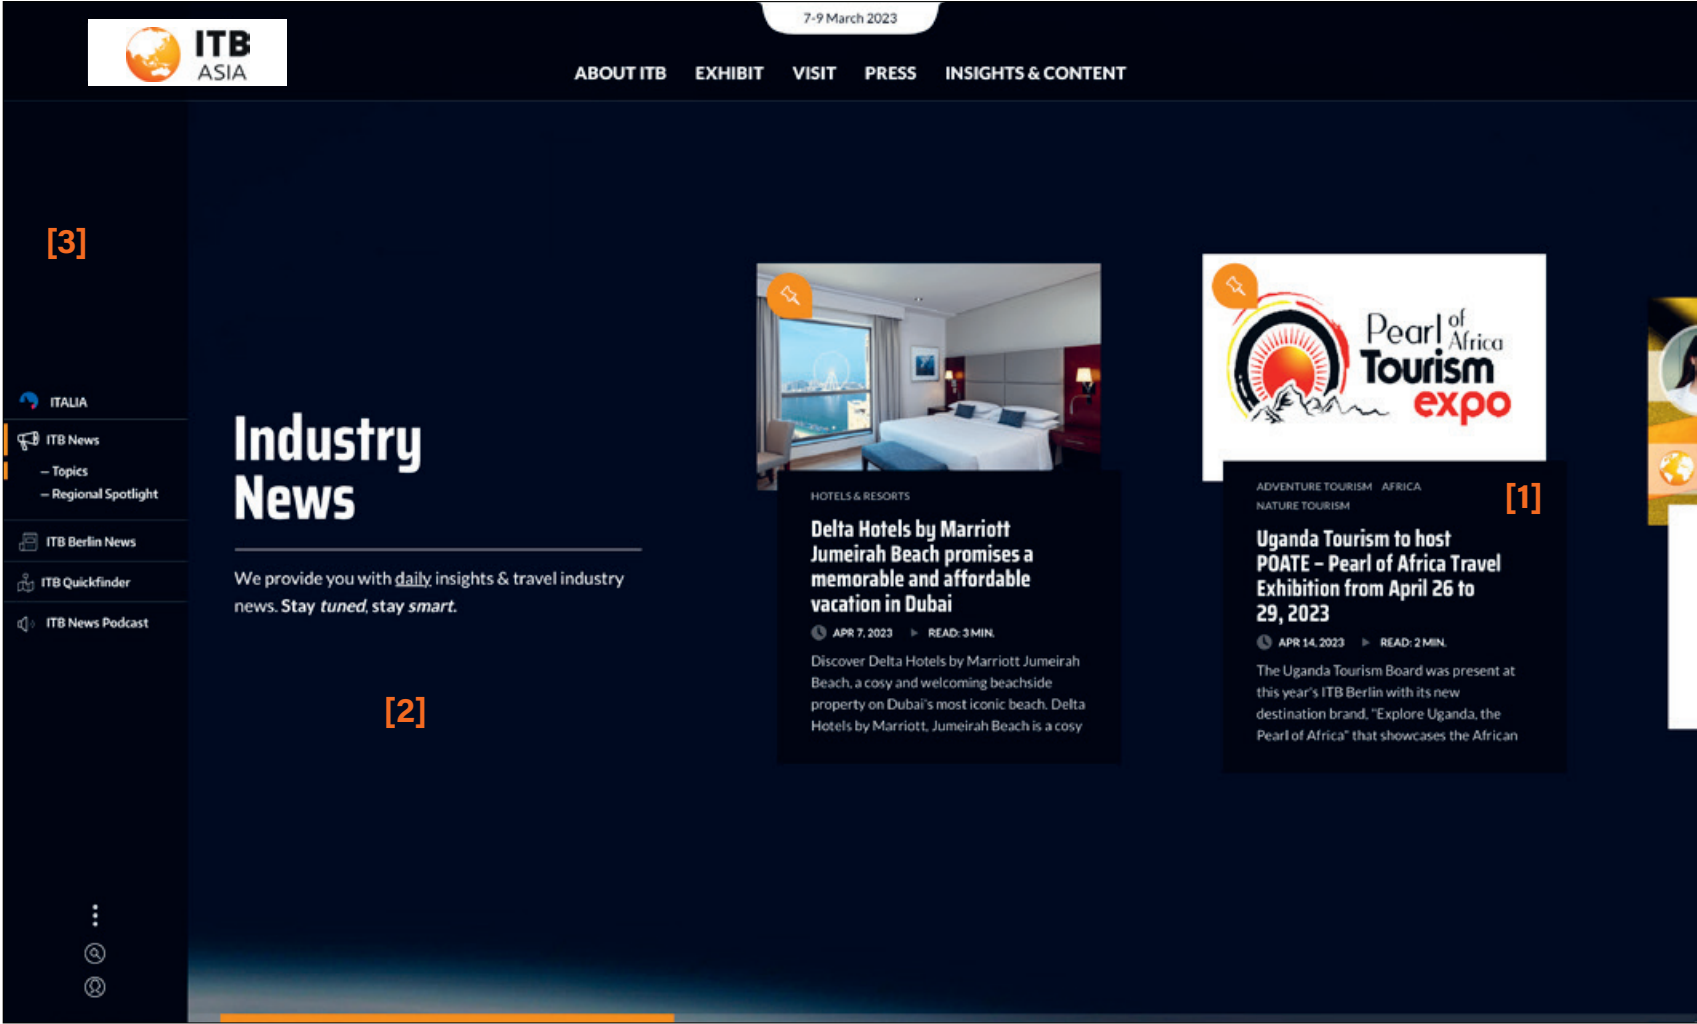 7-9 March 2023
ITB
ASIA
ABOUT ITB EXHIBIT VISIT PRESS INSIGHTS & CONTENT
[3]
ITALIA
ITB News
– Topics
– Regional Spotlight
ITB Berlin News
ITB Quickfinder
ITB News Podcast
Industry
News
We provide you with daily insights & travel industry
news. Stay tuned, stay smart.
[2]
HOTELS & RESORTS
Delta Hotels by Marriott
Jumeirah Beach promises a
memorable and affordable
vacation in Dubai
APR 7, 2023 READ: 3 MIN.
Discover Delta Hotels by Marriott Jumeirah
Beach, a cosy and welcoming beachside
property on Dubai's most iconic beach. Delta
Hotels by Marriott, Jumeirah Beach is a cosy
Pearl of Africa
Tourism
expo
ADVENTURE TOURISM AFRICA
NATURE TOURISM
[1]
Uganda Tourism to host
POATE – Pearl of Africa Travel
Exhibition from April 26 to
29, 2023
APR 14, 2023 READ: 2 MIN.
The Uganda Tourism Board was present at
this year's ITB Berlin with its new
destination brand, "Explore Uganda, the
Pearl of Africa" that showcases the African